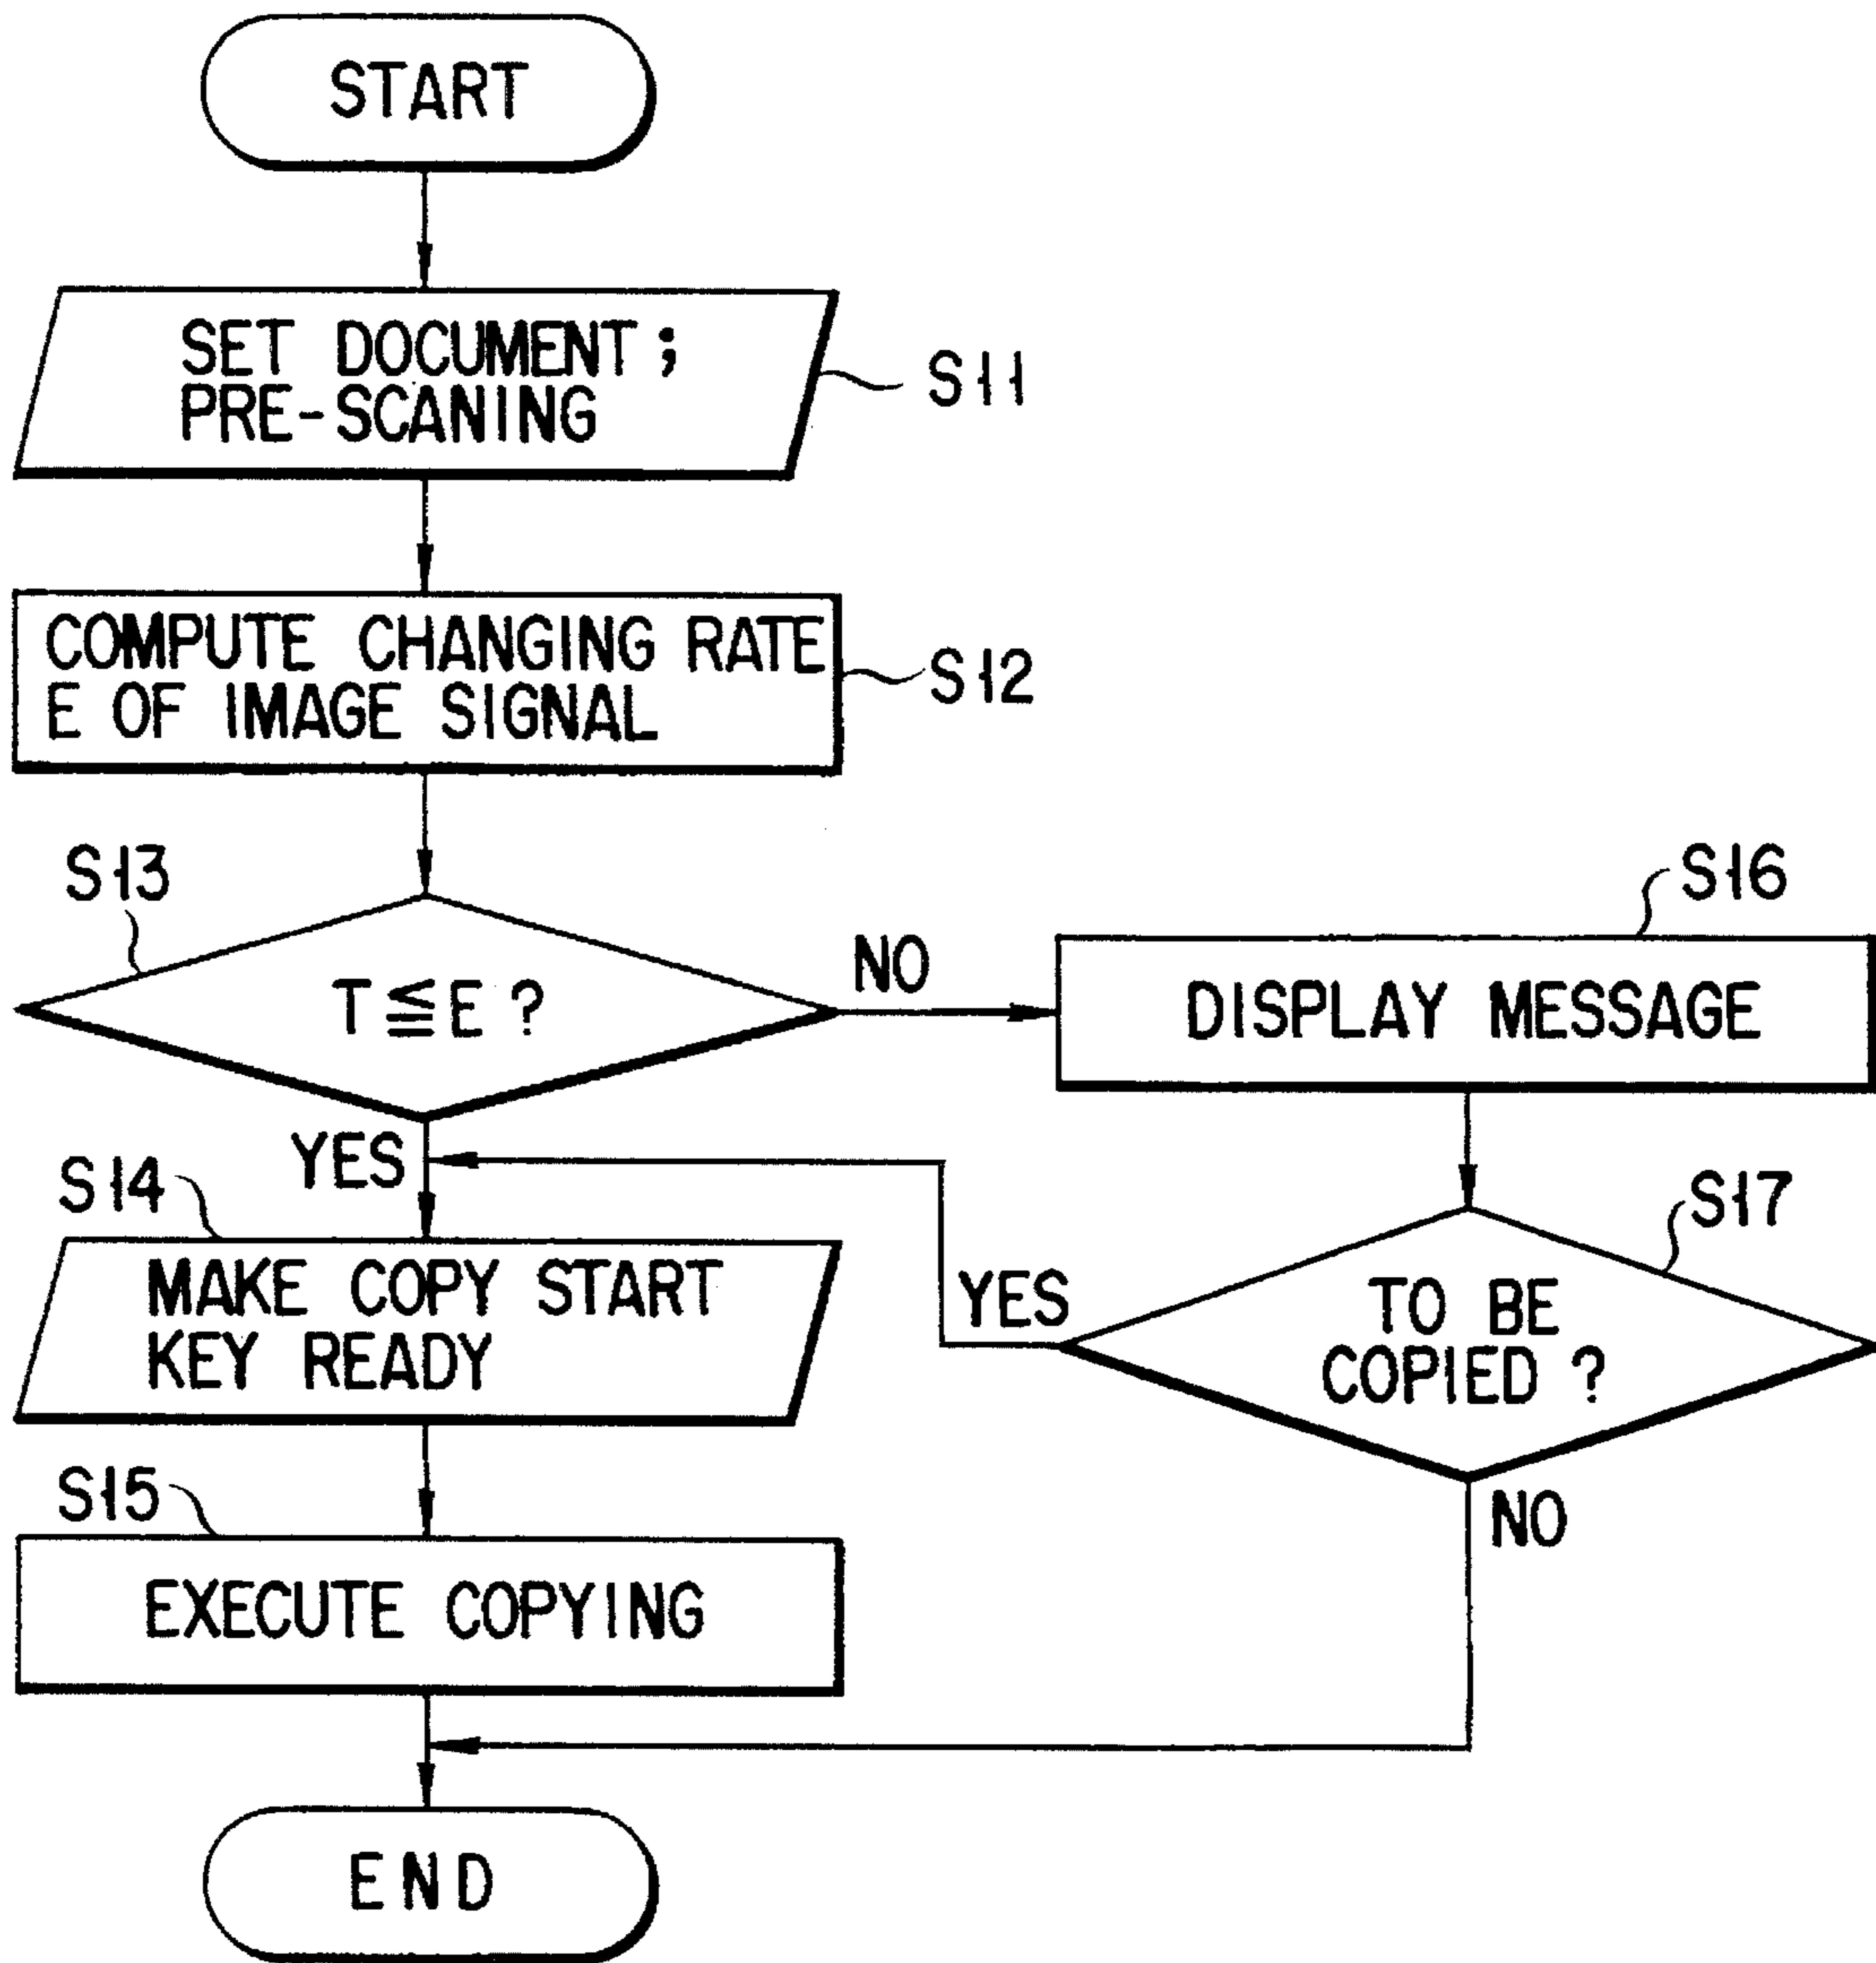 START
SET DOCUMENT;
PRE-SCANING
S11
COMPUTE CHANGING RATE
E OF IMAGE SIGNAL
S12
S13
T≦E?
NO
S16
DISPLAY MESSAGE
YES
S14
MAKE COPY START
KEY READY
S17
TO BE
COPIED ?
YES
NO
S15
EXECUTE COPYING
END